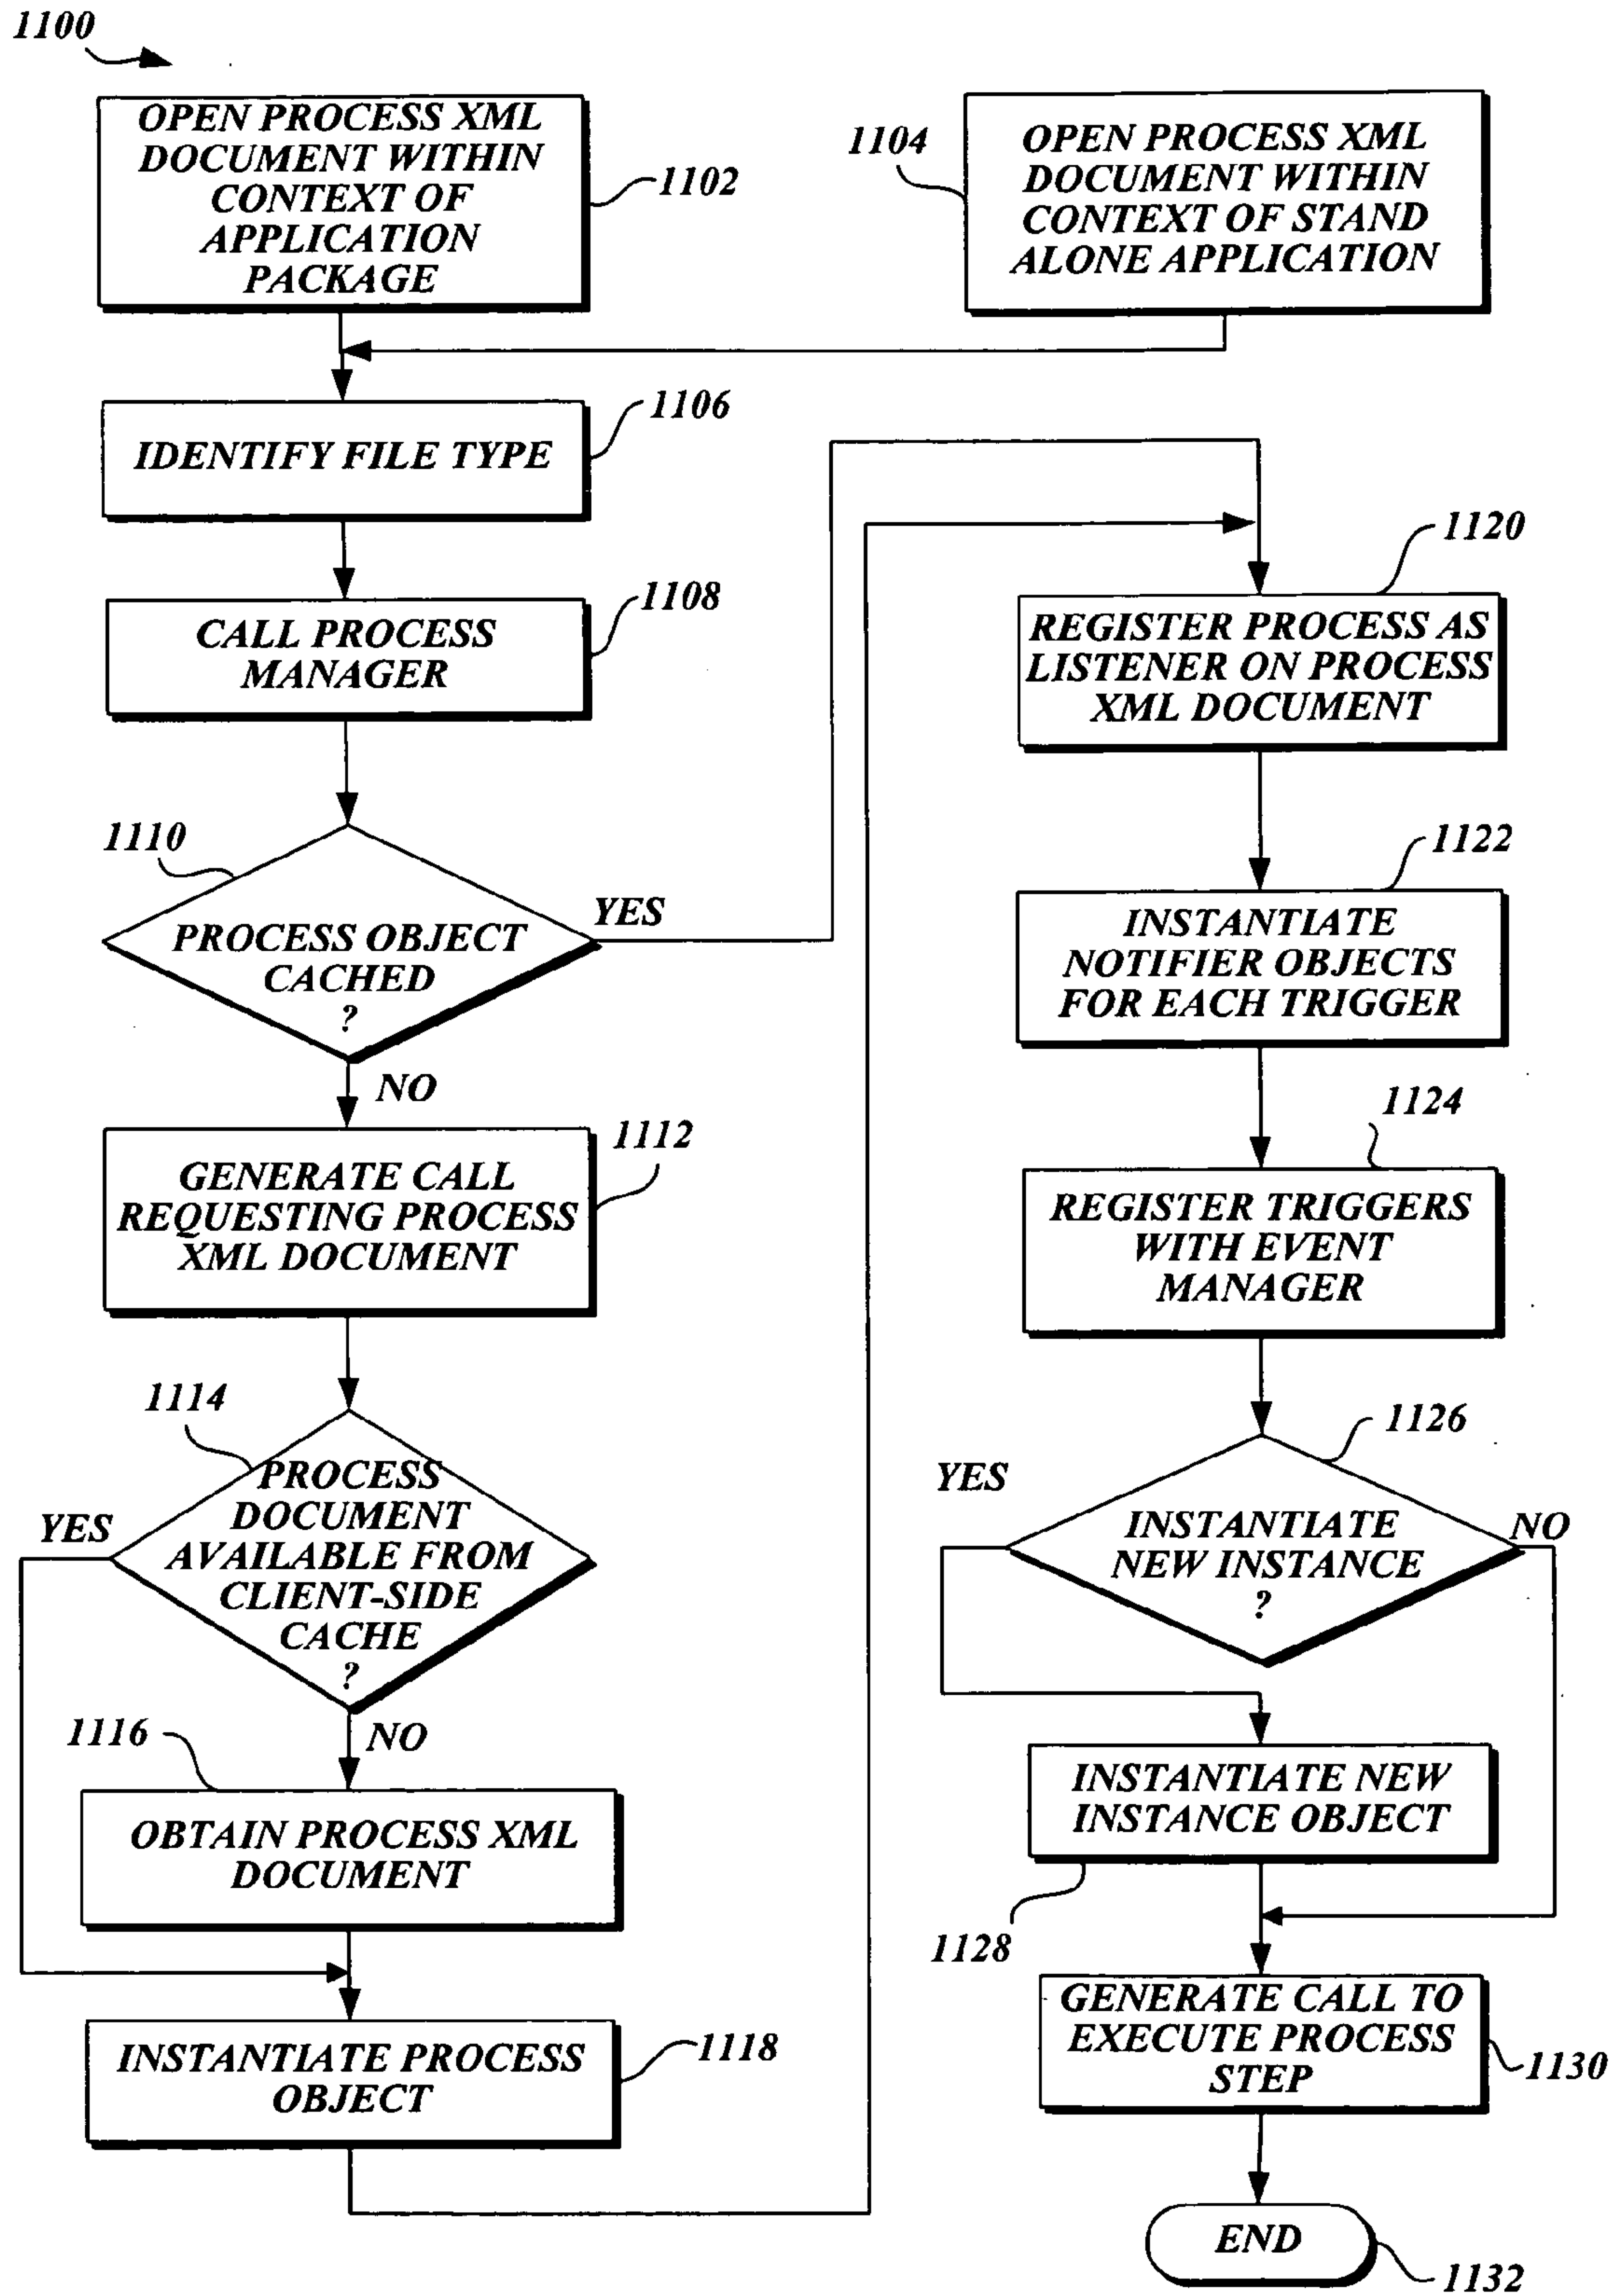 1100
OPEN PROCESS XML
DOCUMENT WITHIN
CONTEXT OF
APPLICATION
PACKAGE
1102
1104
OPEN PROCESS XML
DOCUMENT WITHIN
CONTEXT OF STAND
ALONE APPLICATION
IDENTIFY FILE TYPE
1106
CALL PROCESS
MANAGER
1108
1110
PROCESS OBJECT
CACHED
?
YES
NO
GENERATE CALL
REQUESTING PROCESS
XML DOCUMENT
1112
1114
PROCESS
DOCUMENT
AVAILABLE FROM
CLIENT-SIDE
CACHE
?
YES
NO
1116
OBTAIN PROCESS XML
DOCUMENT
INSTANTIATE PROCESS
OBJECT
1118
1120
REGISTER PROCESS AS
LISTENER ON PROCESS
XML DOCUMENT
1122
INSTANTIATE
NOTIFIER OBJECTS
FOR EACH TRIGGER
1124
REGISTER TRIGGERS
WITH EVENT
MANAGER
1126
YES
INSTANTIATE
NEW INSTANCE
?
NO
INSTANTIATE NEW
INSTANCE OBJECT
1128
GENERATE CALL TO
EXECUTE PROCESS
STEP
1130
END
1132